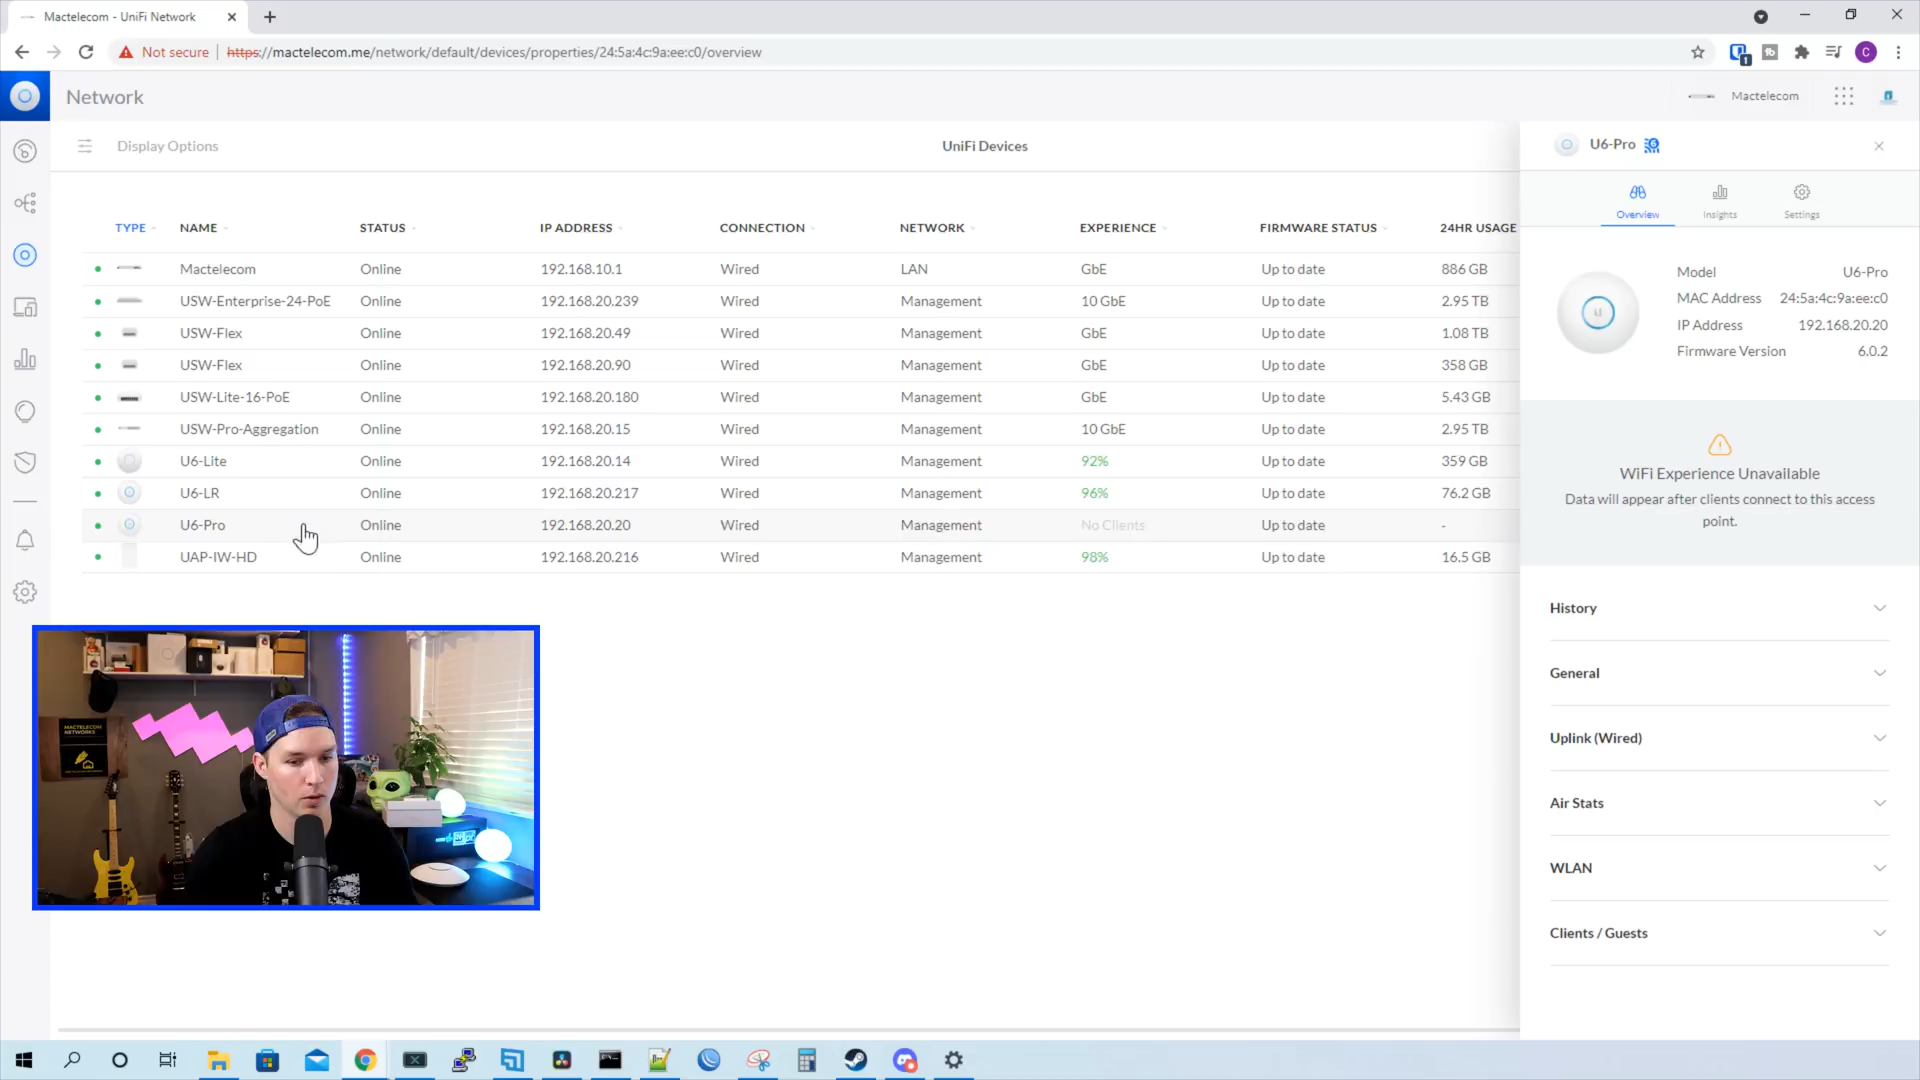 Mactelecom - UniFi Network
Not secure https://mactelecom.me/network/default/devices/properties/24:5a:4c:9a:ee:c0/overview
Network
Mactelecom
Display Options
UniFi Devices
TYPE NAME STATUS IP ADDRESS CONNECTION NETWORK EXPERIENCE FIRMWARE STATUS 24HR USAGE
Mactelecom Online 192.168.10.1 Wired LAN GbE Up to date 886 GB
USW-Enterprise-24-PoE Online 192.168.20.239 Wired Management 10 GbE Up to date 2.95 TB
USW-Flex Online 192.168.20.49 Wired Management GbE Up to date 1.08 TB
USW-Flex Online 192.168.20.90 Wired Management GbE Up to date 358 GB
USW-Lite-16-PoE Online 192.168.20.180 Wired Management GbE Up to date 5.43 GB
USW-Pro-Aggregation Online 192.168.20.15 Wired Management 10 GbE Up to date 2.95 TB
U6-Lite Online 192.168.20.14 Wired Management 92% Up to date 359 GB
U6-LR Online 192.168.20.217 Wired Management 96% Up to date 76.2 GB
U6-Pro Online 192.168.20.20 Wired Management No Clients Up to date -
UAP-IW-HD Online 192.168.20.216 Wired Management 98% Up to date 16.5 GB
U6-Pro
Overview Insights Settings
Model U6-Pro
MAC Address 24:5a:4c:9a:ee:c0
IP Address 192.168.20.20
Firmware Version 6.0.2
WiFi Experience Unavailable
Data will appear after clients connect to this access
point.
History
General
Uplink (Wired)
Air Stats
WLAN
Clients / Guests
MACTELECOM
NETWORKS